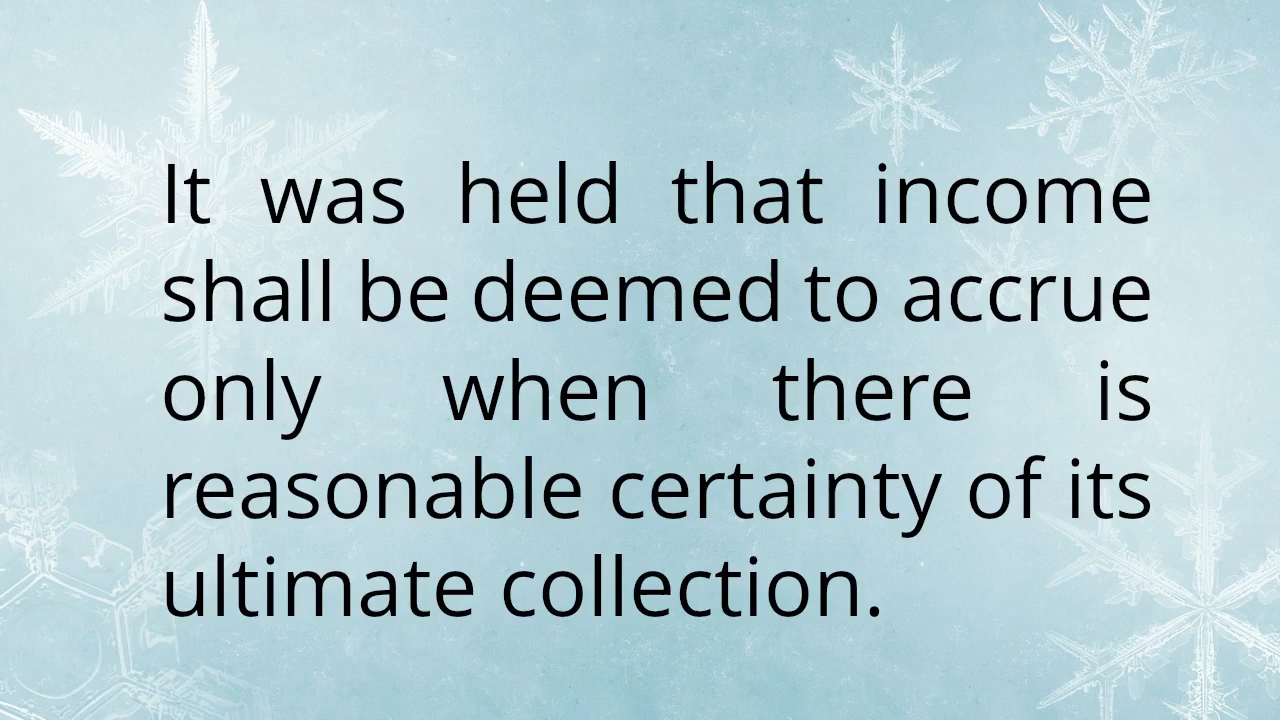 It was held that income
shall be deemed to accrue
only when there is
reasonable certainty of its
ultimate collection.